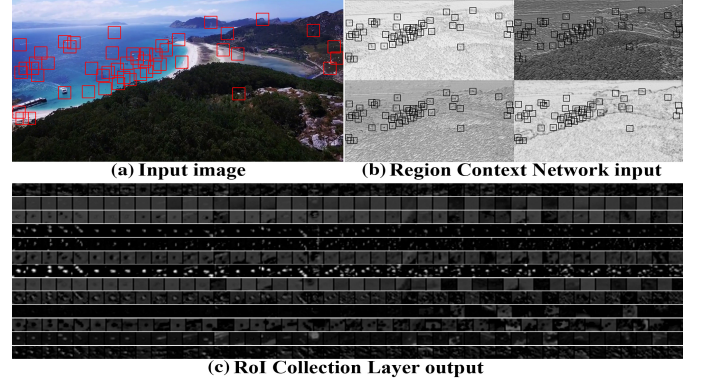 (a) Input image
(b) Region Context Network input
(c) RoI Collection Layer output